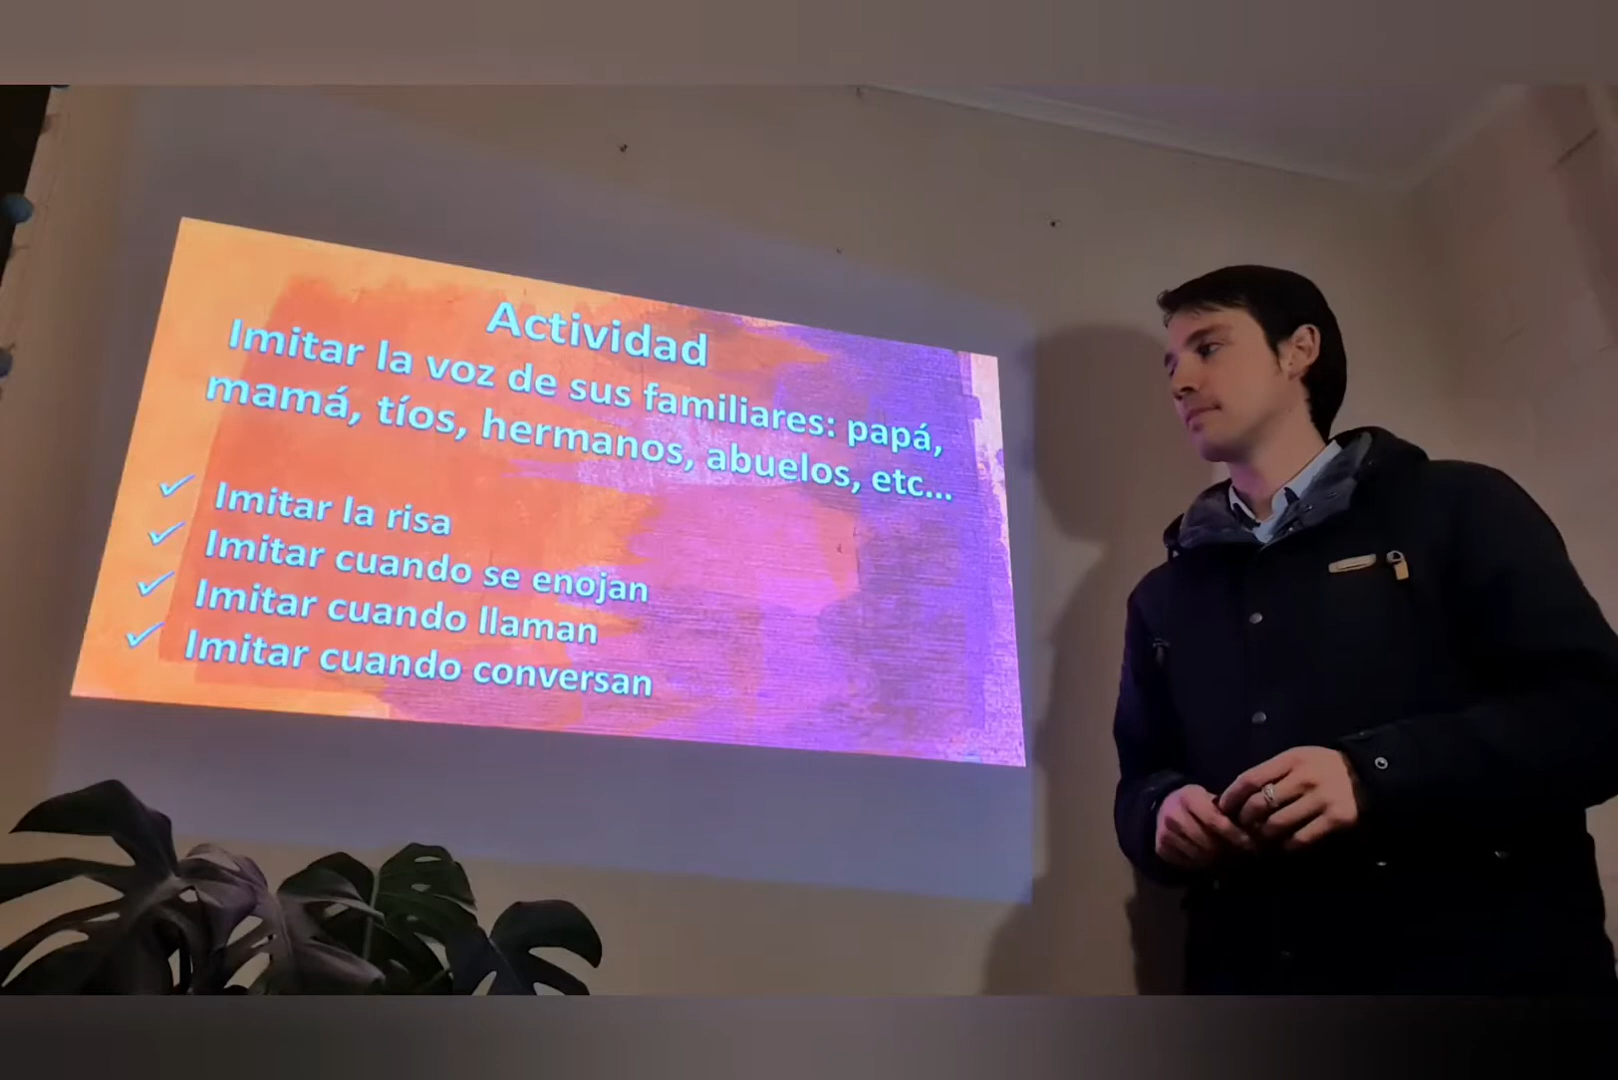 Actividad
Imitar la voz de sus familiares: papá,
mamá, tíos, hermanos, abuelos, etc...
✓ Imitar la risa
✓ Imitar cuando se enojan
✓ Imitar cuando llaman
✓ Imitar cuando conversan